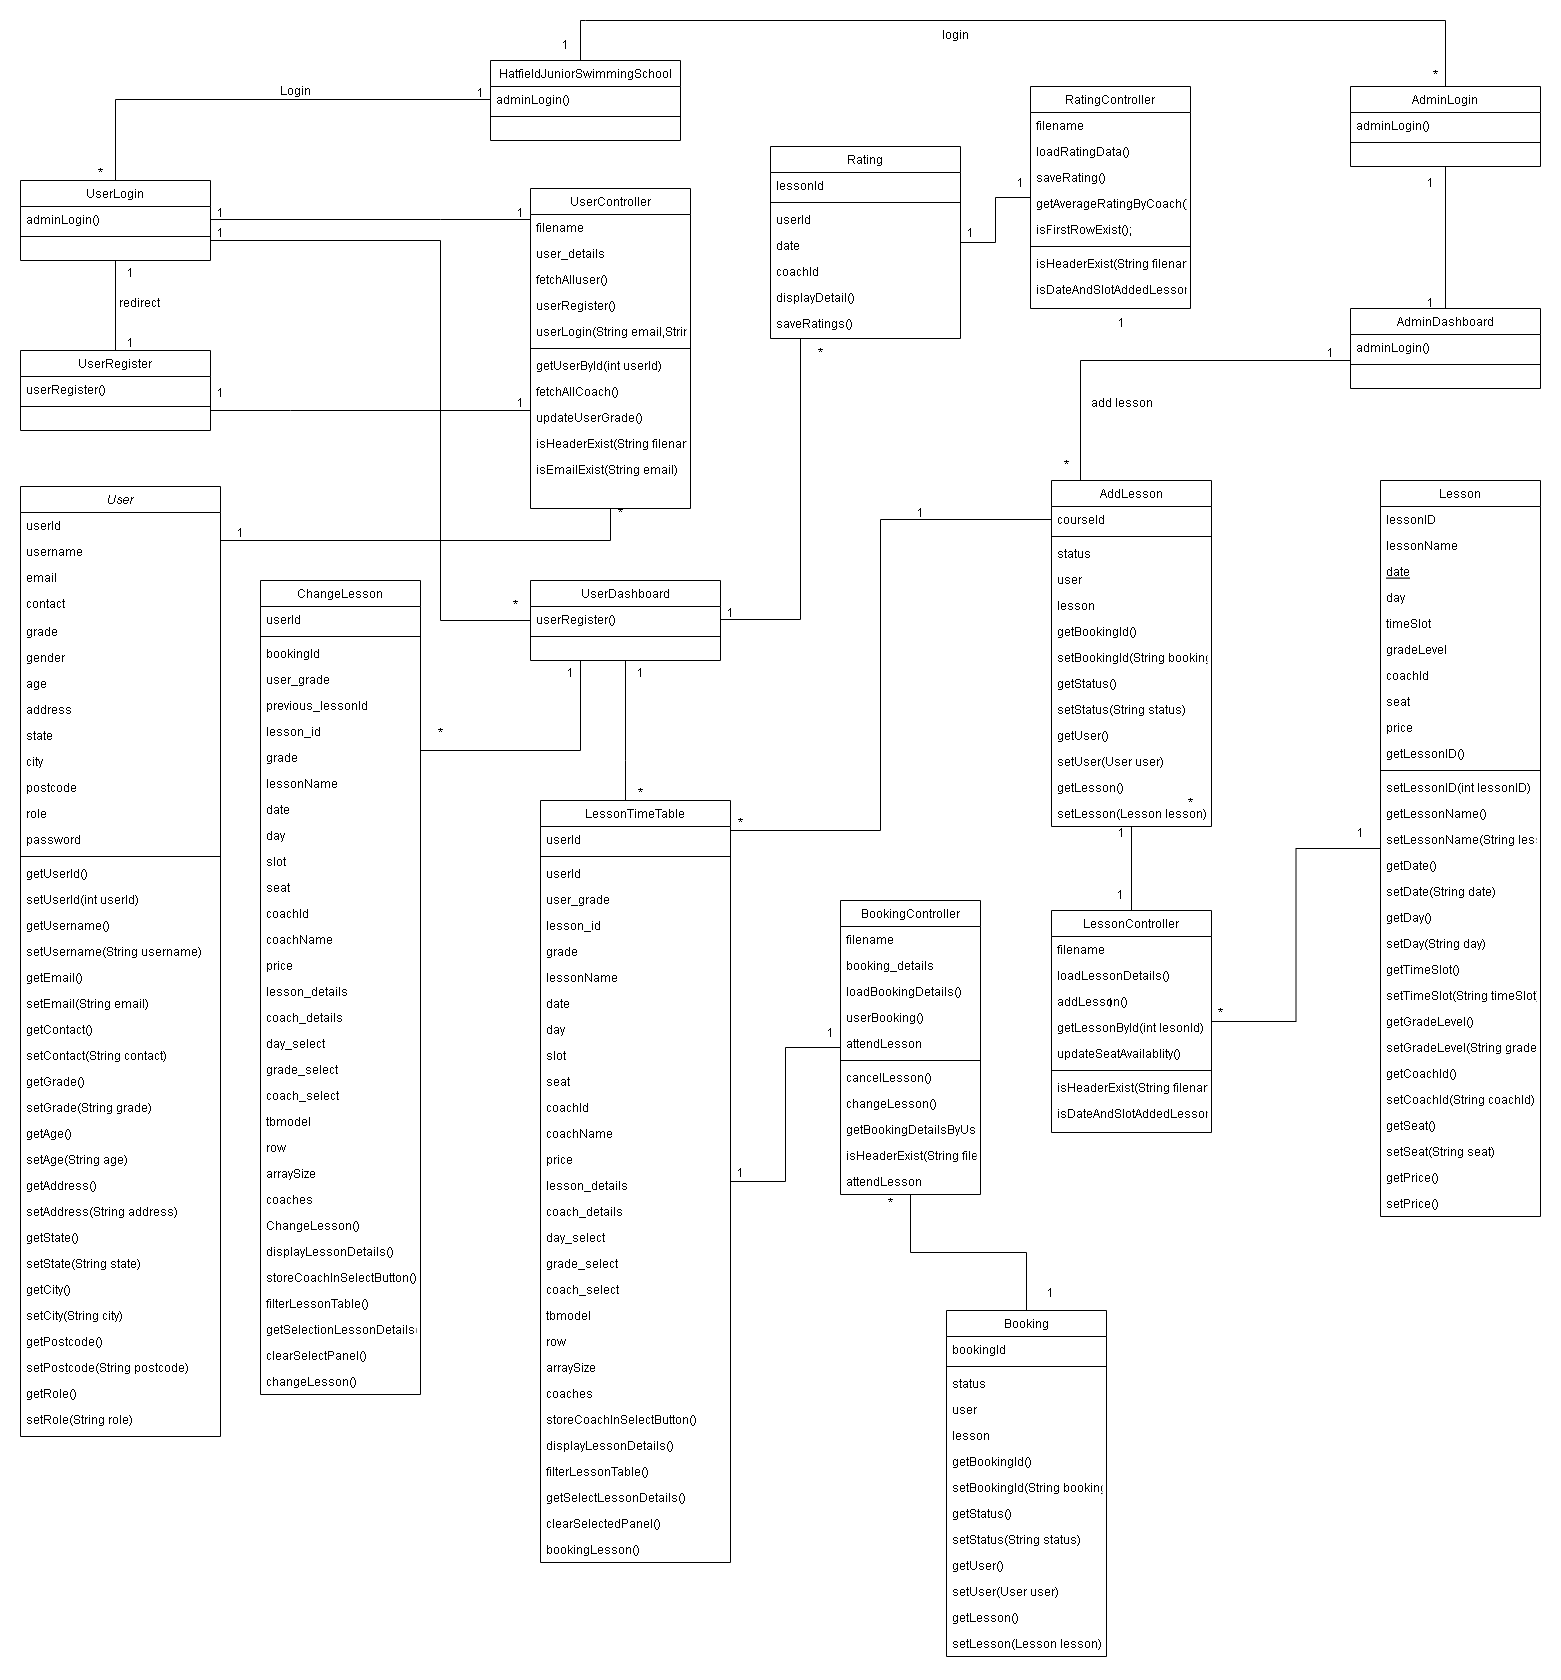 login
1
*
HatfieldJuniorSwimmingSchool
adminLogin()
Login
1
*
RatingController
filename
loadRatingData()
saveRating()
getAverageRatingByCoach(
isFirstRowExist();
isHeaderExist(String filenar
isDateAndSlotAddedLesson
1
1
AdminLogin
adminLogin()
1
1
Rating
lessonId
userId
date
coachId
displayDetail()
saveRatings()
1
*
UserLogin
adminLogin()
1
1
1
1
redirect
1
UserController
filename
user_details
fetchAlluser()
userRegister()
userLogin(String email,Strir
getUserById(int userId)
fetchAllCoach()
updateUserGrade()
isHeaderExist(String filenar
isEmailExist(String email)
*
1
UserRegister
userRegister()
1
AdminDashboard
adminLogin()
1
add lesson
*
User
userId
username
email
contact
grade
gender
age
address
state
city
postcode
role
password
getUserId()
setUserId(int userId)
getUsername()
setUsername(String username)
getEmail()
setEmail(String email)
getContact()
setContact(String contact)
getGrade()
setGrade(String grade)
getAge()
setAge(String age)
getAddress()
setAddress(String address)
getState()
setState(String state)
getCity()
setCity(String city)
getPostcode()
setPostcode(String postcode)
getRole()
setRole(String role)
1
ChangeLesson
userId
bookingId
user_grade
previous_lessonId
lesson_id
grade
lessonName
date
day
slot
seat
coachId
coachName
price
lesson_details
coach_details
day_select
grade_select
coach_select
tbmodel
row
arraySize
coaches
ChangeLesson()
displayLessonDetails()
storeCoachInSelectButton()
filterLessonTable()
getSelectionLessonDetails(
clearSelectPanel()
changeLesson()
*
*
UserDashboard
userRegister()
1
1
1
*
LessonTimeTable
userId
userId
user_grade
lesson_id
grade
lessonName
date
day
slot
seat
coachId
coachName
price
lesson_details
coach_details
day_select
grade_select
coach_select
tbmodel
row
arraySize
coaches
storeCoachInSelectButton()
displayLessonDetails()
filterLessonTable()
getSelectLessonDetails()
clearSelectedPanel()
bookingLesson()
*
1
1
AddLesson
courseId
status
user
lesson
getBookingId()
setBookingId(String booking
getStatus()
setStatus(String status)
getUser()
setUser(User user)
getLesson()
setLesson(Lesson lesson)
*
1
1
1
Lesson
lessonID
lessonName
date
day
timeSlot
gradeLevel
coachId
seat
price
getLessonID()
setLessonID(int lessonID)
getLessonName()
setLessonName(String les
getDate()
setDate(String date)
getDay()
setDay(String day)
getTimeSlot()
setTimeSlot(String timeSlot)
getGradeLevel()
setGradeLevel(String grade
getCoachId()
setCoachId(String coachId)
getSeat()
setSeat(String seat)
getPrice()
setPrice()
1
BookingController
filename
booking_details
loadBookingDetails()
userBooking()
attendLesson
cancelLesson()
changeLesson()
getBookingDetailsByUs
isHeaderExist(String file
attendLesson
1
*
LessonController
filename
loadLessonDetails()
addLesson()
1
getLessonById(int lesonId)
updateSeatAvailablity()
isHeaderExist(String filenar
isDateAndSlotAddedLesson
*
1
Booking
bookingId
status
user
lesson
getBookingId()
setBookingId(String booking
getStatus()
setStatus(String status)
getUser()
setUser(User user)
getLesson()
setLesson(Lesson lesson)